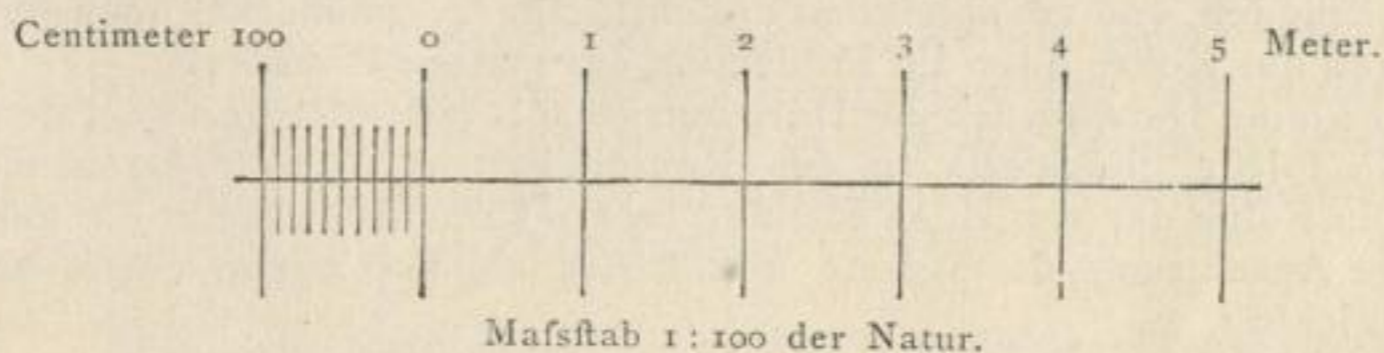 Centimeter 100 0 1 2 3 4 5 Meter.
Maſsſtab 1 : 100 der Natur.